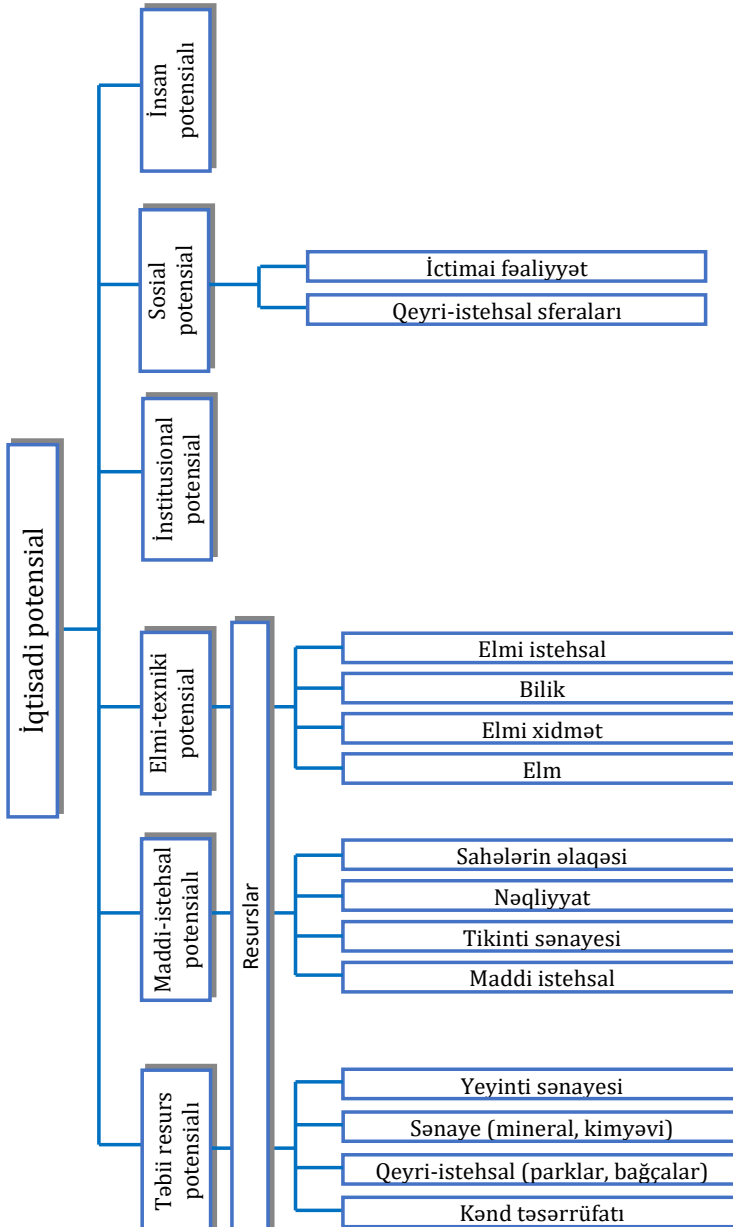 İqtisadi potensial
İnsan
potensialı
Sosial
potensial
İctimai fəaliyyət
Qeyri-istehsal sferaları
İnstitusional
potensial
Elmi-texniki
potensial
Resurslar
Elmi istehsal
Bilik
Elmi xidmət
Elm
Maddi-istehsal
potensialı
Sahələrin əlaqəsi
Nəqliyyat
Tikinti sənayesi
Maddi istehsal
Təbii resurs
potensialı
Yeyinti sənayesi
Sənaye (mineral, kimyəvi)
Qeyri-istehsal (parklar, bağçalar)
Kənd təsərrüfatı